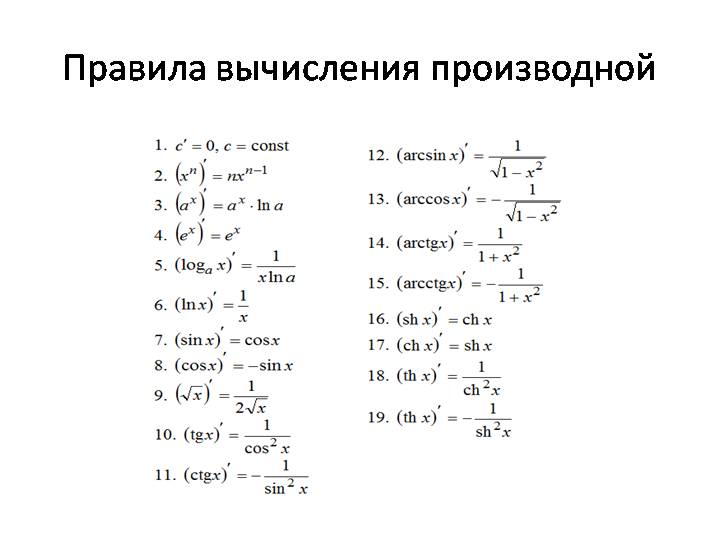 Правила вычисления производной
1. c′ = 0, c = const
2. (xⁿ)′ = nxⁿ⁻¹
3. (aˣ)′ = aˣ · ln a
4. (eˣ)′ = eˣ
5. (logₐ x)′ = 1/(x ln a)
6. (ln x)′ = 1/x
7. (sin x)′ = cos x
8. (cos x)′ = −sin x
9. (√x)′ = 1/(2√x)
10. (tgx)′ = 1/(cos² x)
11. (ctgx)′ = − 1/(sin² x)
12. (arcsin x)′ = 1/√(1 − x²)
13. (arccos x)′ = − 1/√(1 − x²)
14. (arctgx)′ = 1/(1 + x²)
15. (arcctgx)′ = − 1/(1 + x²)
16. (sh x)′ = ch x
17. (ch x)′ = sh x
18. (th x)′ = 1/(ch² x)
19. (th x)′ = − 1/(sh² x)